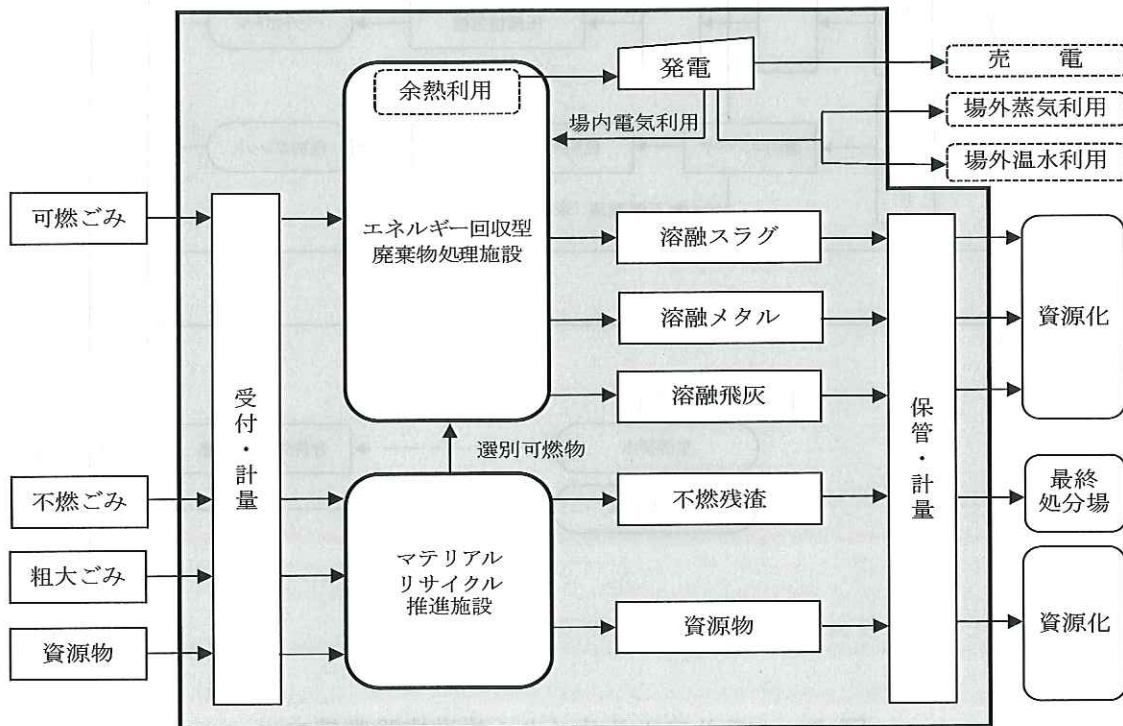 余熱利用
発電
売　電
場内電気利用
場外蒸気利用
場外温水利用
可燃ごみ
エネルギー回収型
廃棄物処理施設
溶融スラグ
溶融メタル
溶融飛灰
資源化
受付・計量
保管・計量
選別可燃物
不燃ごみ
不燃残渣
最終
処分場
粗大ごみ
マテリアル
リサイクル
推進施設
資源物
資源物
資源化